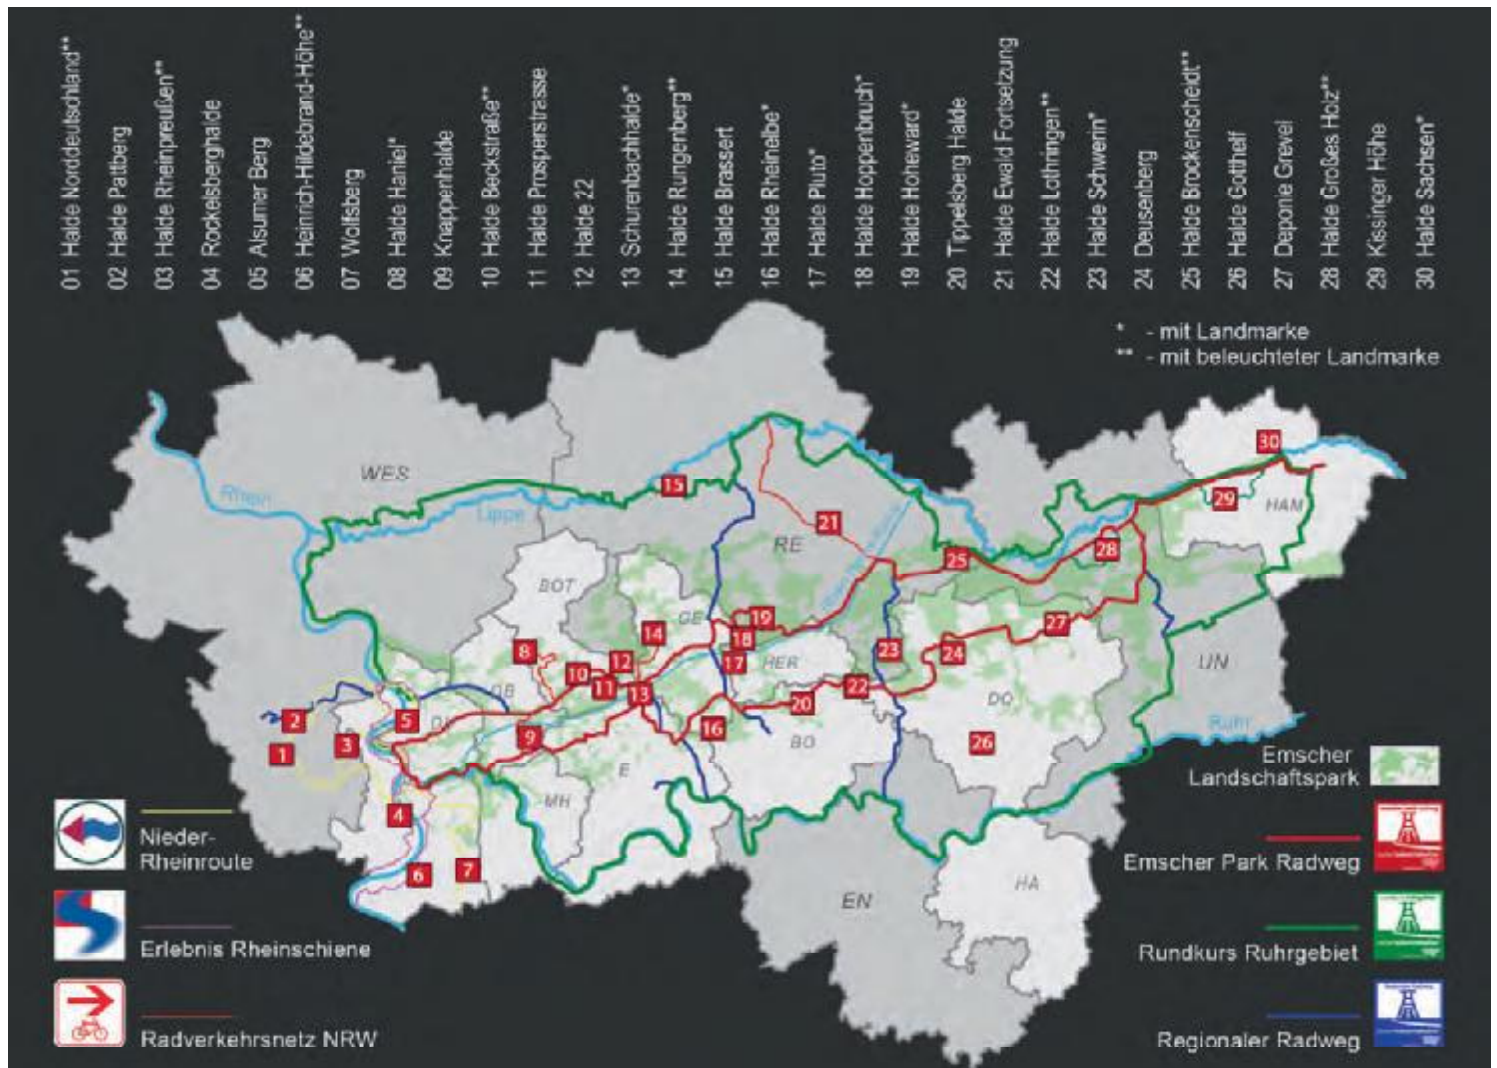 01 Halde Norddeutschland**
02 Halde Pattberg
03 Halde Rheinpreußen**
04 Rockelsberghalde
05 Alsumer Berg
06 Heinrich-Hildebrand-Höhe**
07 Wolfsberg
08 Halde Haniel*
09 Knappenhalde
10 Halde Beckstraße**
11 Halde Prosperstrasse
12 Halde 22
13 Schurenbachhalde*
14 Halde Rungenberg**
15 Halde Brassert
16 Halde Rheinelbe*
17 Halde Pluto*
18 Halde Hoppenbruch*
19 Halde Hoheward*
20 Tippelsberg Halde
21 Halde Ewald Fortsetzung
22 Halde Lothringen**
23 Halde Schwerin*
24 Deusenberg
25 Halde Brockenscheidt**
26 Halde Gotthelf
27 Deponie Grevel
28 Halde Großes Holz**
29 Kissinger Höhe
30 Halde Sachsen*
* - mit Landmarke
** - mit beleuchteter Landmarke
30
WES
15
29
HAM
Rhein
Lippe
21
RE
28
25
BOT
GE
19
27
14
18
8
12
17
HER
23
24
UN
10
11
13
OB
22
DO
2
5
20
Ruhr
16
9
3
BO
26
1
E
MH
4
6
7
HA
EN
Emscher
Landschaftspark
Emscher Park Radweg
Rundkurs Ruhrgebiet
Regionaler Radweg
Nieder-
Rheinroute
Erlebnis Rheinschiene
Radverkehrsnetz NRW